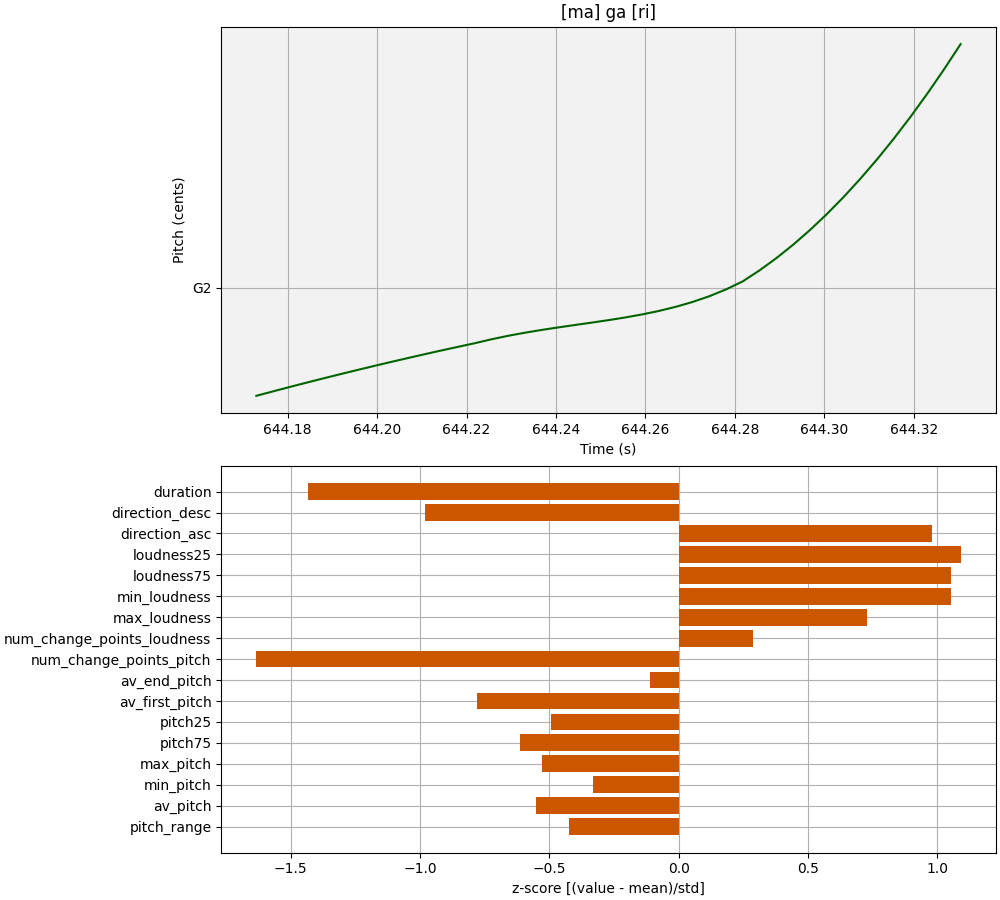 [ma] ga [ri]
Pitch (cents)
G2
644.18 644.20 644.22 644.24 644.26 644.28 644.30 644.32
Time (s)
duration
direction_desc
direction_asc
loudness25
loudness75
min_loudness
max_loudness
num_change_points_loudness
num_change_points_pitch
av_end_pitch
av_first_pitch
pitch25
pitch75
max_pitch
min_pitch
av_pitch
pitch_range
−1.5 −1.0 −0.5 0.0 0.5 1.0
z-score [(value - mean)/std]